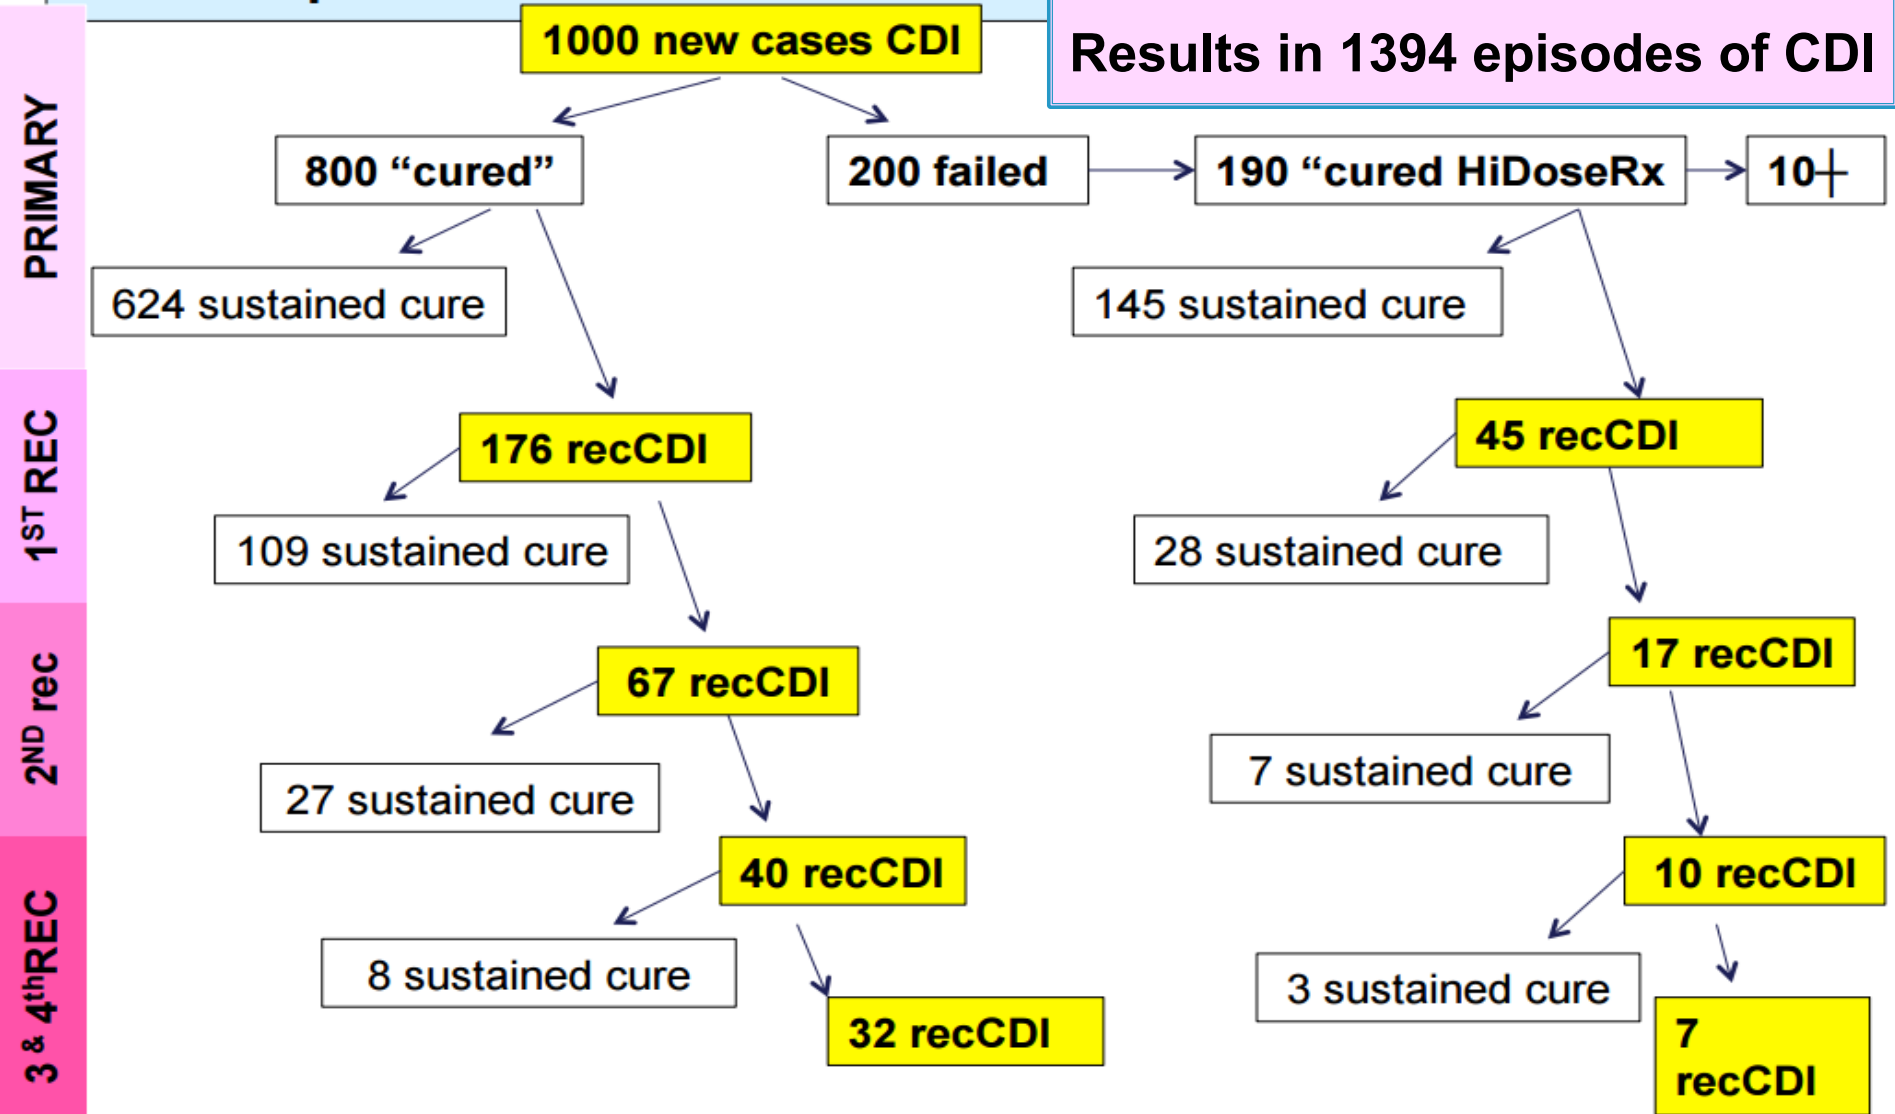 1000 new cases CDI
Results in 1394 episodes of CDI
PRIMARY
800 “cured”
200 failed
190 “cured HiDoseRx
10┼
624 sustained cure
145 sustained cure
1ST REC
176 recCDI
45 recCDI
109 sustained cure
28 sustained cure
2ND rec
67 recCDI
17 recCDI
27 sustained cure
7 sustained cure
3 & 4thREC
40 recCDI
10 recCDI
8 sustained cure
3 sustained cure
32 recCDI
7
recCDI